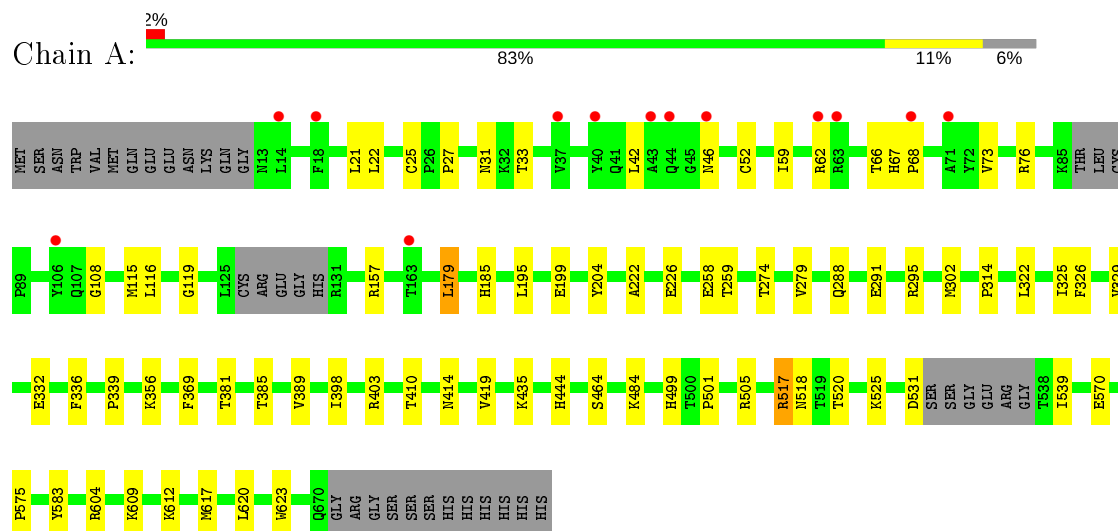 2%
Chain A:
83% 11% 6%
MET SER ASN TRP VAL MET GLN GLU GLU ASN LYS GLN GLY N13 L14 F18 L21 L22 C25 P26 P27 N31 K32 T33 V37 Y40 Q41 L42 A43 Q44 G45 N46 C52 I59 R62 R63 T66 H67 P68 A71 Y72 V73 R76 K85 THR LEU CYS
P89 Y106 Q107 G108 M115 L116 G119 L125 CYS ARG GLU GLY HIS R131 R157 T163 L179 H185 L195 E199 Y204 A222 E226 E258 T259 T274 V279 Q288 E291 R295 M302 P314 L322 I325 F326
E332 F336 P339 K356 F369 T381 T385 V389 I398 R403 T410 N414 V419 K435 H444 S464 K484 H499 T500 P501 R505 R517 N518 T519 T520 K525 D531 SER SER GLY GLU ARG GLY T538 I539 E570
P575 Y583 R604 K609 K612 M617 L620 W623 Q670 GLY ARG GLY SER SER SER HIS HIS HIS HIS HIS HIS